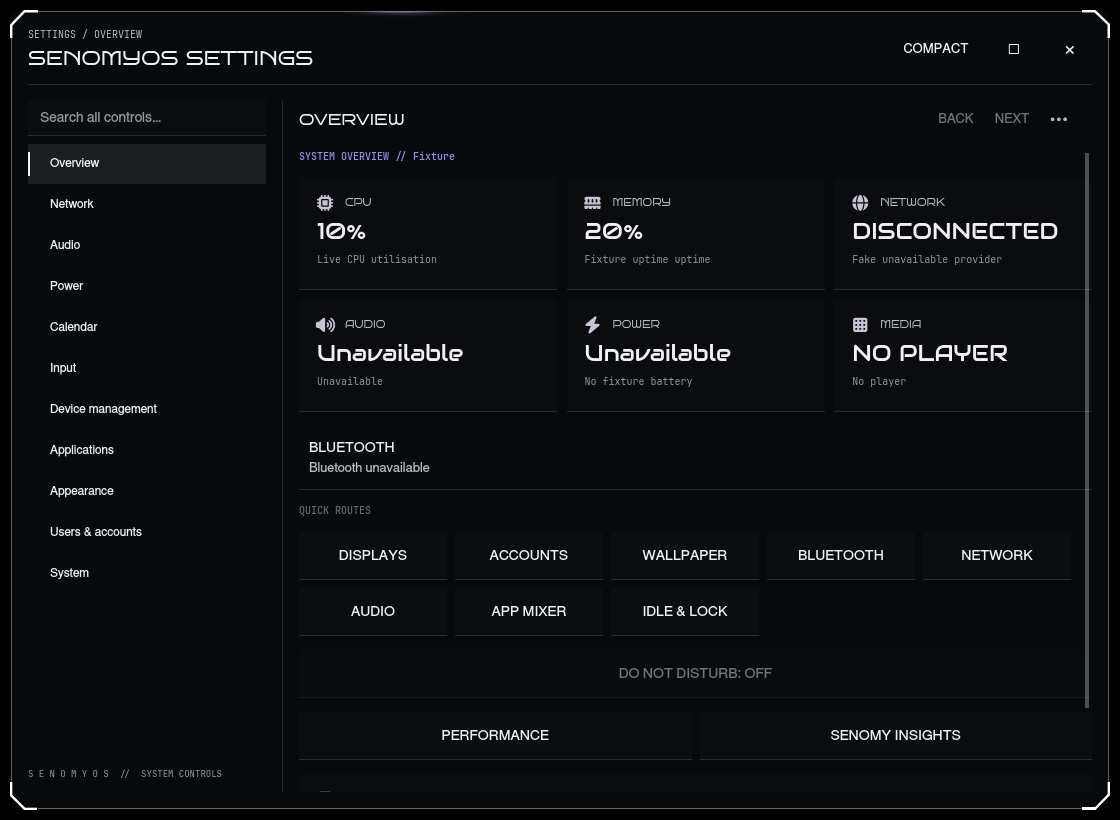 SETTINGS / OVERVIEW
SENOMYOS SETTINGS
COMPACT
Search all controls...
Overview
Network
Audio
Power
Calendar
Input
Device management
Applications
Appearance
Users & accounts
System
SENOMYOS // SYSTEM CONTROLS
OVERVIEW
BACK NEXT
SYSTEM OVERVIEW // Fixture
CPU
10%
Live CPU utilisation
MEMORY
20%
Fixture uptime uptime
NETWORK
DISCONNECTED
Fake unavailable provider
AUDIO
Unavailable
Unavailable
POWER
Unavailable
No fixture battery
MEDIA
NO PLAYER
No player
BLUETOOTH
Bluetooth unavailable
QUICK ROUTES
DISPLAYS
ACCOUNTS
WALLPAPER
BLUETOOTH
NETWORK
AUDIO
APP MIXER
IDLE & LOCK
DO NOT DISTURB: OFF
PERFORMANCE
SENOMY INSIGHTS